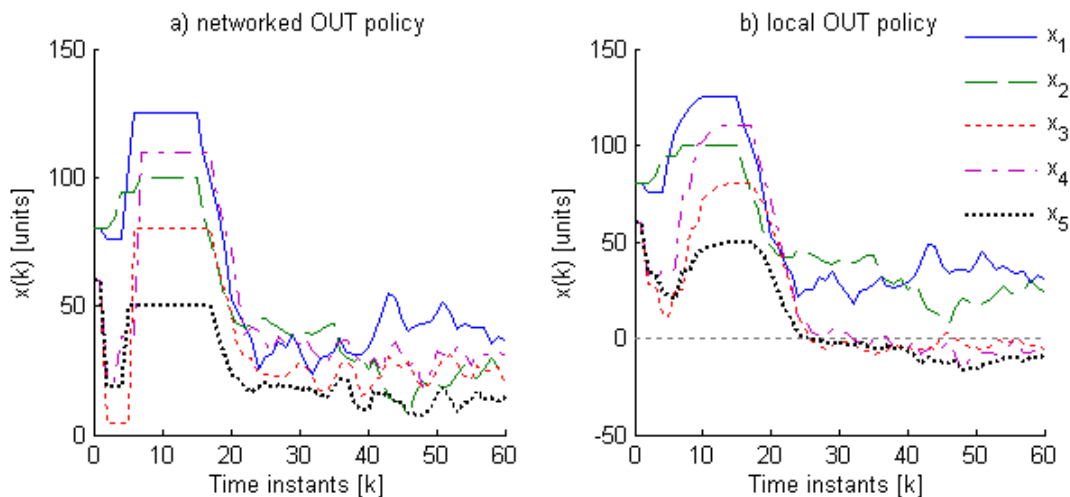 a) networked OUT policy
150
100
50
0
x(k) [units]
0 10 20 30 40 50 60
Time instants [k]
b) local OUT policy
150
100
50
0
-50
x(k) [units]
0 10 20 30 40 50 60
Time instants [k]
x1
x2
x3
x4
x5